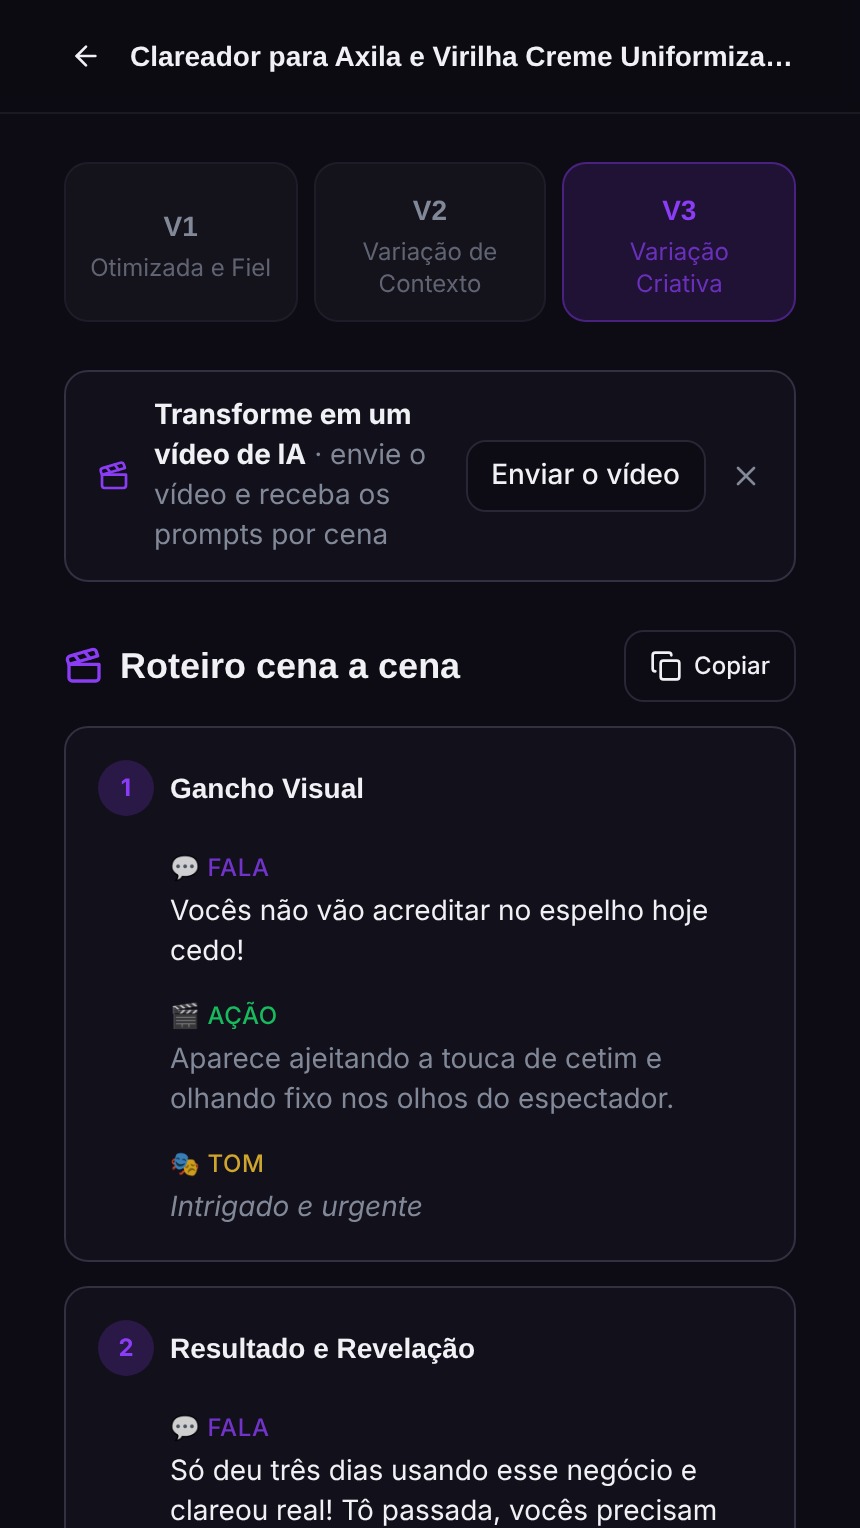 Clareador para Axila e Virilha Creme Uniformiza...
V1
Otimizada e Fiel
V2
Variação de
Contexto
V3
Variação
Criativa
Transforme em um
vídeo de IA · envie o
vídeo e receba os
prompts por cena
Enviar o vídeo
Roteiro cena a cena
Copiar
1
Gancho Visual
💬 FALA
Vocês não vão acreditar no espelho hoje
cedo!
🎬 AÇÃO
Aparece ajeitando a touca de cetim e
olhando fixo nos olhos do espectador.
🎭 TOM
Intrigado e urgente
2
Resultado e Revelação
💬 FALA
Só deu três dias usando esse negócio e
clareou real! Tô passada, vocês precisam